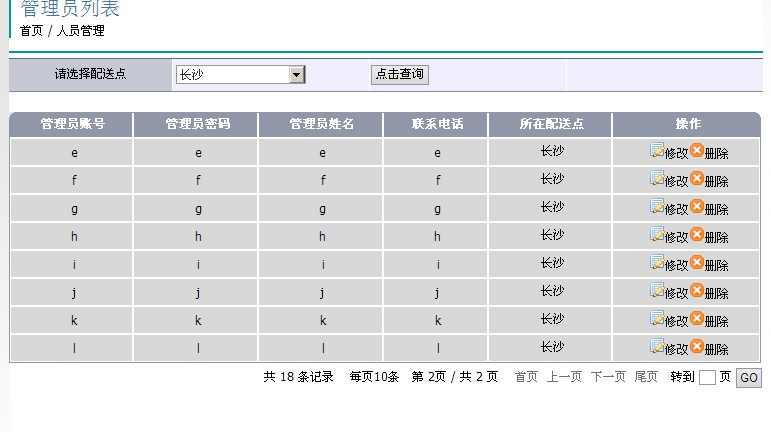 管理员列表
首页 / 人员管理
请选择配送点 长沙 点击查询
管理员账号 管理员密码 管理员姓名 联系电话 所在配送点 操作
e e e e 长沙 修改 删除
f f f f 长沙 修改 删除
g g g g 长沙 修改 删除
h h h h 长沙 修改 删除
i i i i 长沙 修改 删除
j j j j 长沙 修改 删除
k k k k 长沙 修改 删除
l l l l 长沙 修改 删除
共 18 条记录 每页10条 第 2页 / 共 2 页 首页 上一页 下一页 尾页 转到 页 GO